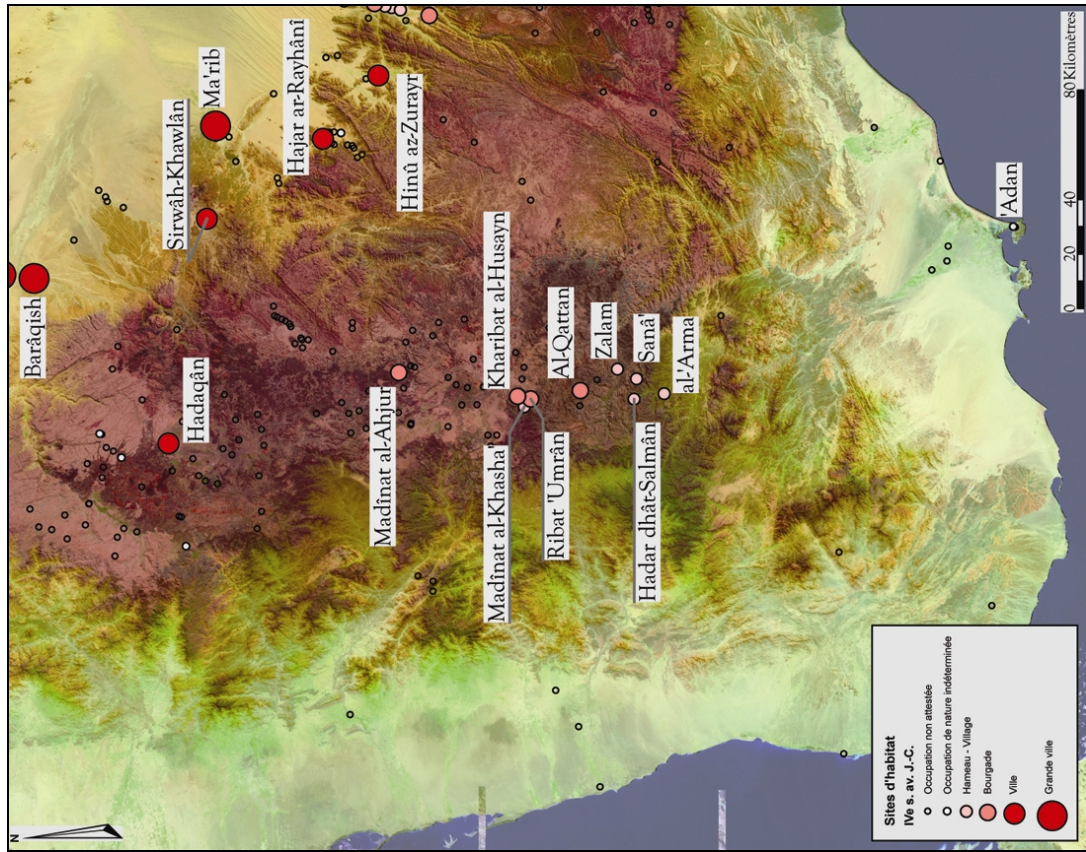 Ma'rib
Sirwâh-Khawlân
Hajar ar-Rayhânî
Hinû az-Zurayr
Barâqish
Hadaqân
Madînat al-Ahjur
Kharibat al-Husayn
Al-Qattan
Zalam
Sanâ'
al-'Arma
Madînat al-Khasha'
Ribat 'Umrân
Hadar dhât-Salmân
'Adan
0 20 40 80 Kilomètres
N
Sites d'habitat
IVe s. av. J.-C.
Occupation non attestée
Occupation de nature indéterminée
Hameau - Village
Bourgade
Ville
Grande ville